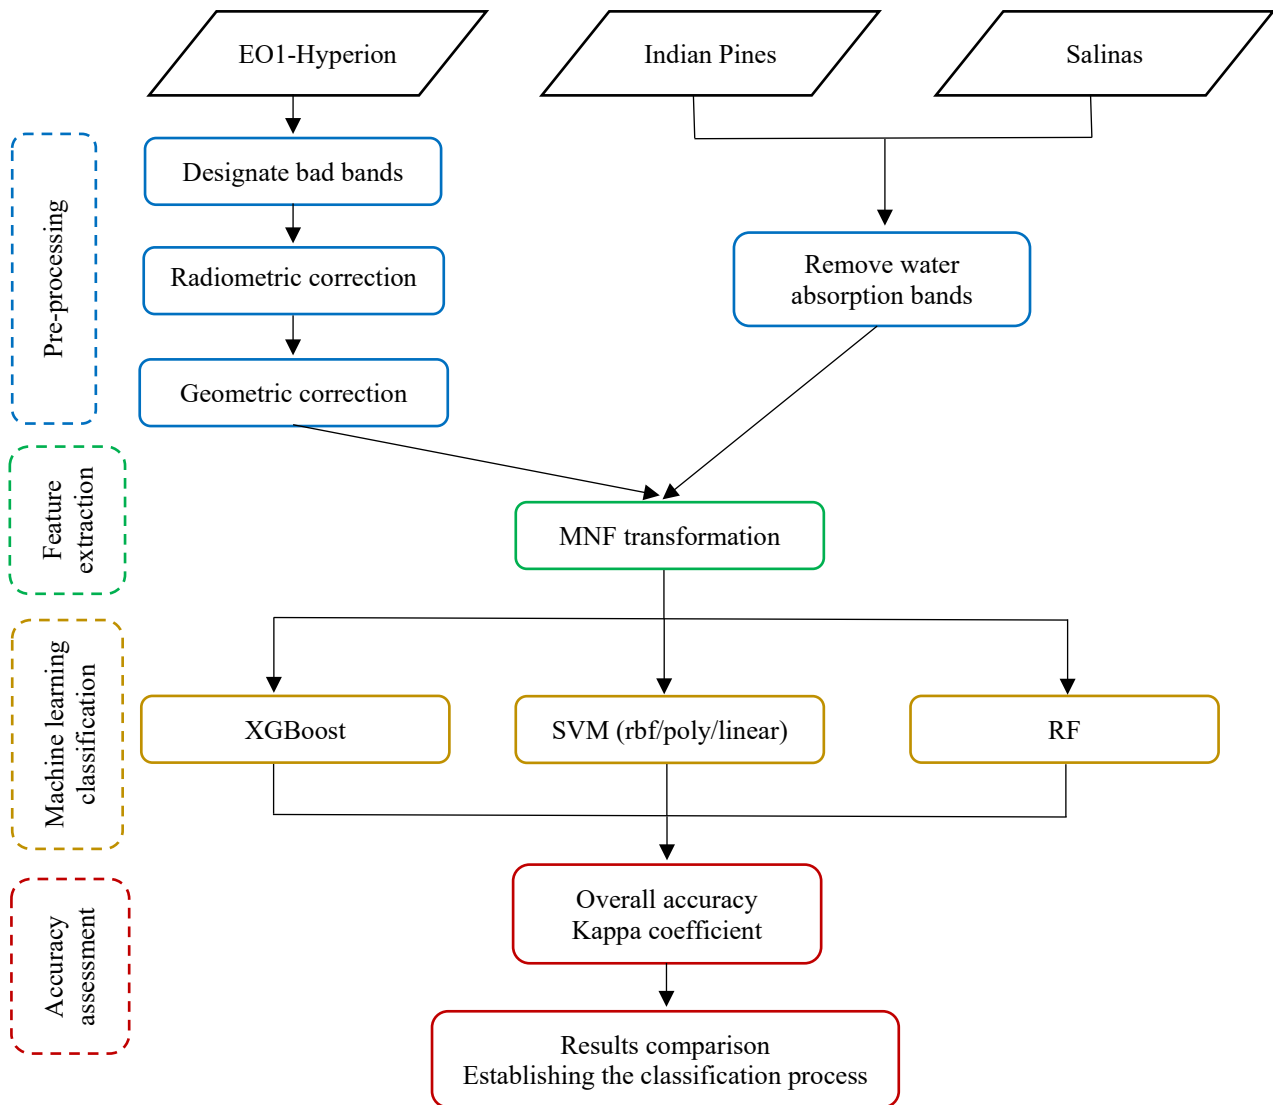 EO1-Hyperion
Indian Pines
Salinas
Pre-processing
Designate bad bands
Radiometric correction
Geometric correction
Remove water
absorption bands
Feature
extraction
MNF transformation
Machine learning
classification
XGBoost
SVM (rbf/poly/linear)
RF
Accuracy
assessment
Overall accuracy
Kappa coefficient
Results comparison
Establishing the classification process